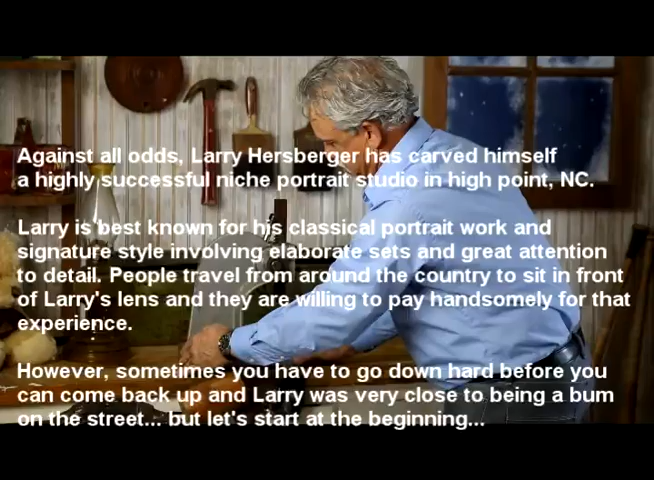 Against all odds, Larry Hersberger has carved himself
a highly successful niche portrait studio in high point, NC.
Larry is best known for his classical portrait work and
signature style involving elaborate sets and great attention
to detail. People travel from around the country to sit in front
of Larry's lens and they are willing to pay handsomely for that
experience.
However, sometimes you have to go down hard before you
can come back up and Larry was very close to being a bum
on the street... but let's start at the beginning...